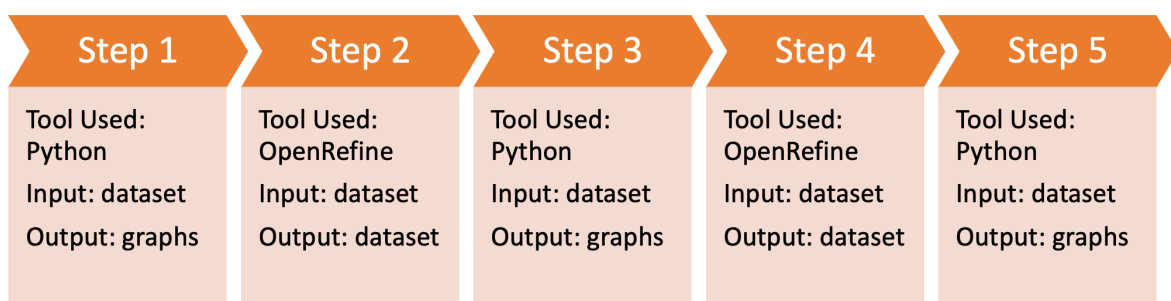 Step 1
Tool Used:
Python
Input: dataset
Output: graphs
Step 2
Tool Used:
OpenRefine
Input: dataset
Output: dataset
Step 3
Tool Used:
Python
Input: dataset
Output: graphs
Step 4
Tool Used:
OpenRefine
Input: dataset
Output: dataset
Step 5
Tool Used:
Python
Input: dataset
Output: graphs